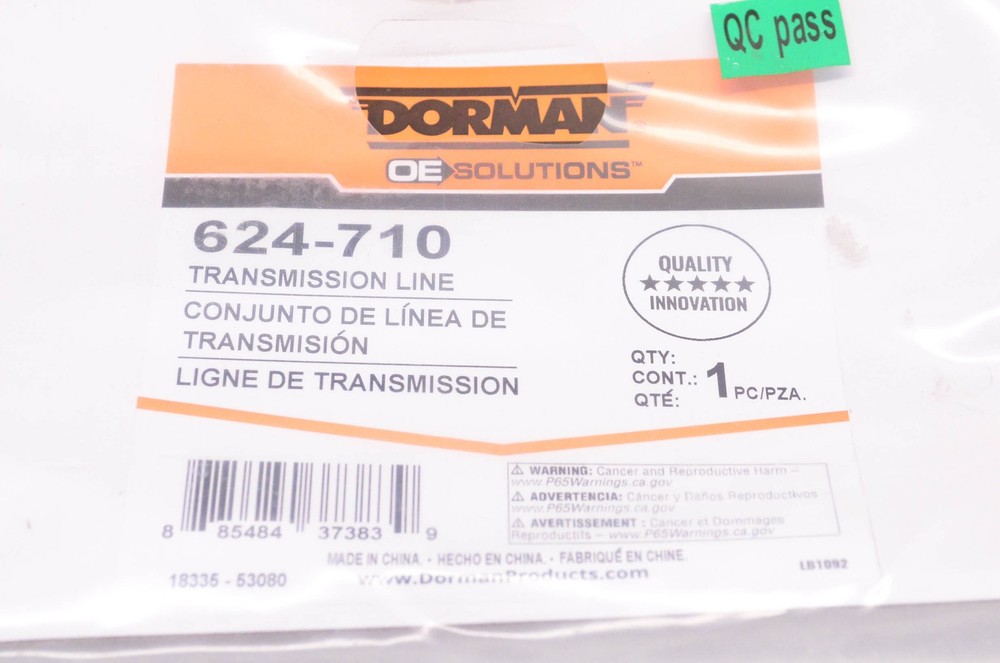 QC pass
DORMAN
OE SOLUTIONS™
624-710
TRANSMISSION LINE
CONJUNTO DE LÍNEA DE
TRANSMISIÓN
LIGNE DE TRANSMISSION
QUALITY
★★★★★
INNOVATION
QTY:
CONT.: 1 PC/PZA.
QTÉ:
⚠ WARNING: Cancer and Reproductive Harm –
www.P65Warnings.ca.gov
⚠ ADVERTENCIA: Cáncer y Daños Reproductivos
www.P65Warnings.ca.gov
⚠ AVERTISSEMENT : Cancer et Dommages
Reproductifs – www.P65Warnings.ca.gov
8 85484 37383 9
MADE IN CHINA. - HECHO EN CHINA. - FABRIQUÉ EN CHINE.
18335 - 53080
www.DormanProducts.com
LB1092